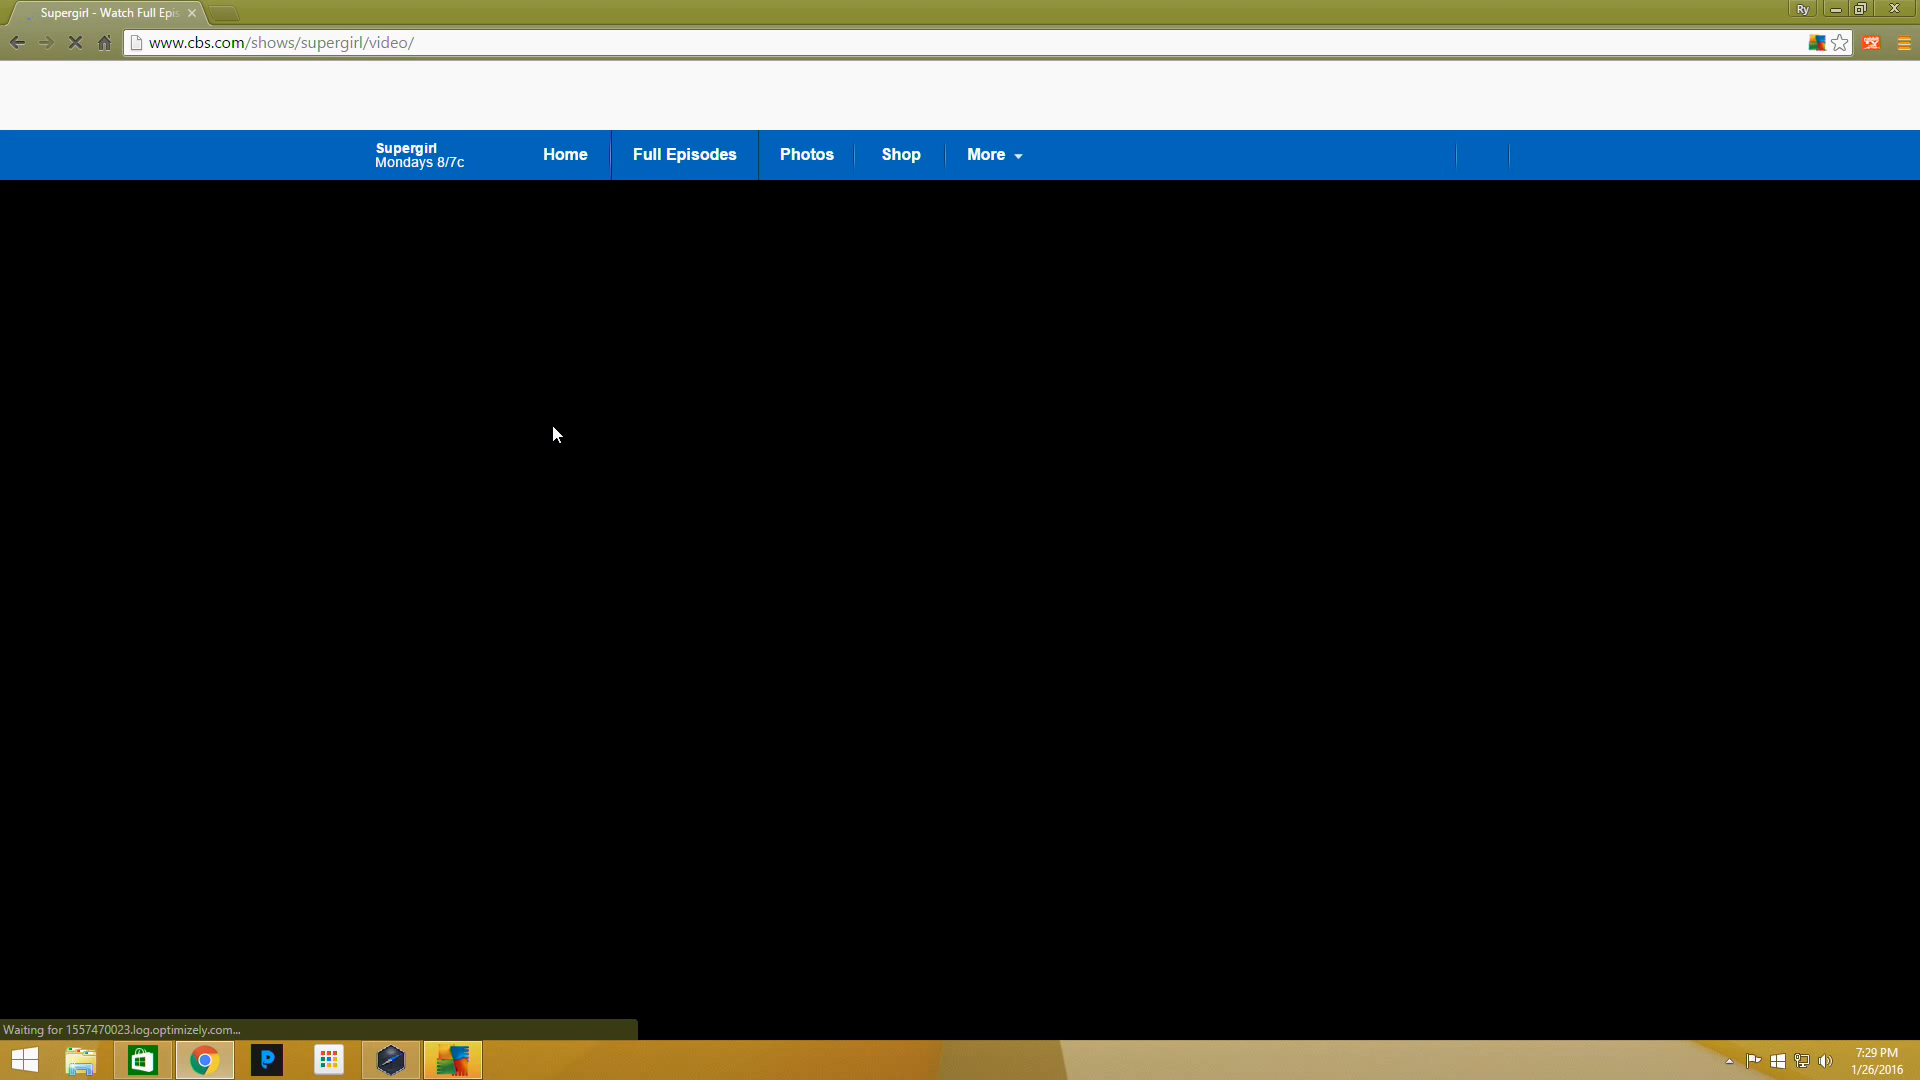 Supergirl - Watch Full Epis
Ry
www.cbs.com/shows/supergirl/video/
Supergirl
Mondays 8/7c
Home
Full Episodes
Photos
Shop
More
Waiting for 1557470023.log.optimizely.com...
7:29 PM
1/26/2016